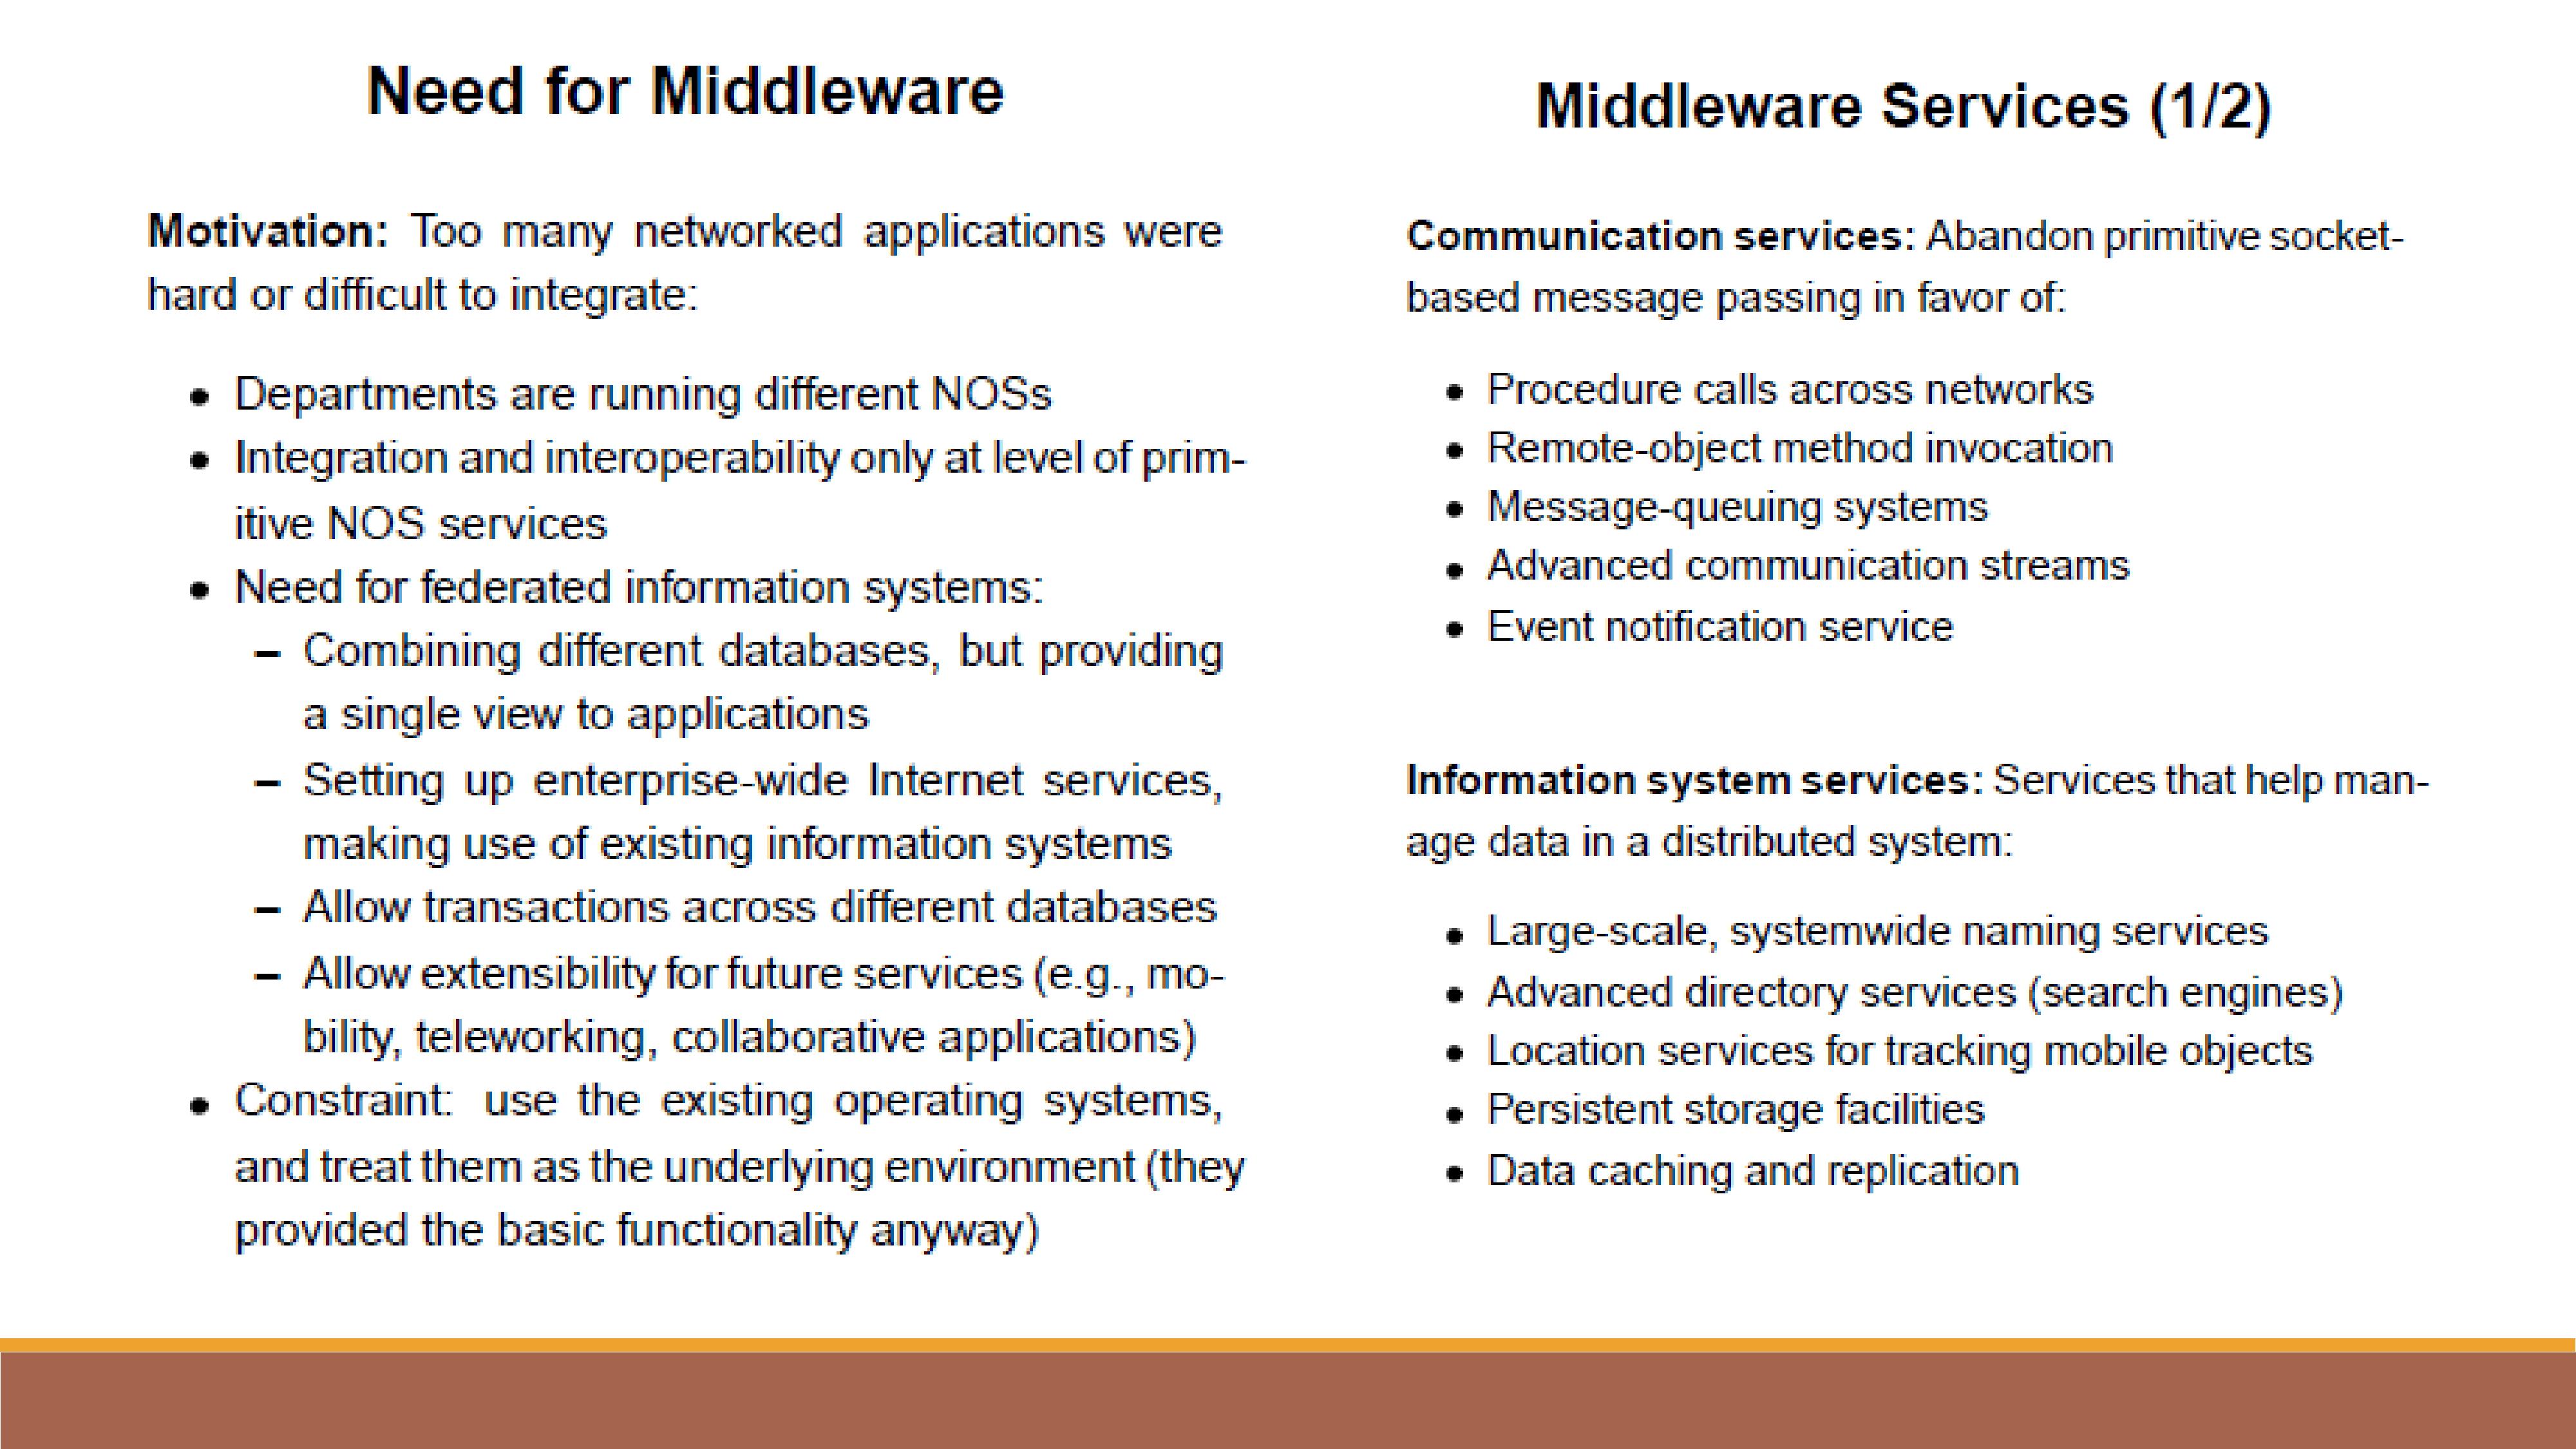 Need for Middleware
Motivation: Too many networked applications were
hard or difficult to integrate:
• Departments are running different NOSs
• Integration and interoperability only at level of prim-
itive NOS services
• Need for federated information systems:
– Combining different databases, but providing
a single view to applications
– Setting up enterprise-wide Internet services,
making use of existing information systems
– Allow transactions across different databases
– Allow extensibility for future services (e.g., mo-
bility, teleworking, collaborative applications)
• Constraint: use the existing operating systems,
and treat them as the underlying environment (they
provided the basic functionality anyway)
Middleware Services (1/2)
Communication services: Abandon primitive socket-
based message passing in favor of:
• Procedure calls across networks
• Remote-object method invocation
• Message-queuing systems
• Advanced communication streams
• Event notification service
Information system services: Services that help man-
age data in a distributed system:
• Large-scale, systemwide naming services
• Advanced directory services (search engines)
• Location services for tracking mobile objects
• Persistent storage facilities
• Data caching and replication